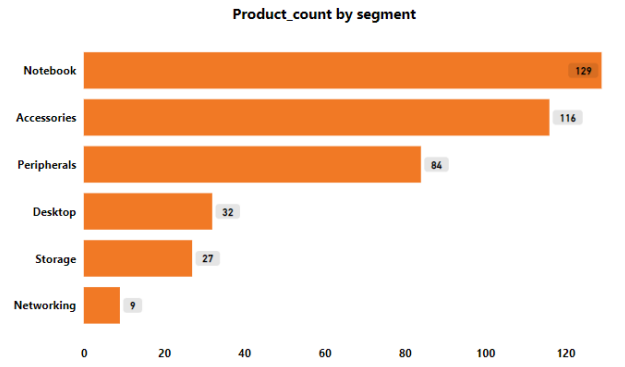 Product_count by segment
Notebook 129
Accessories 116
Peripherals 84
Desktop 32
Storage 27
Networking 9
0 20 40 60 80 100 120